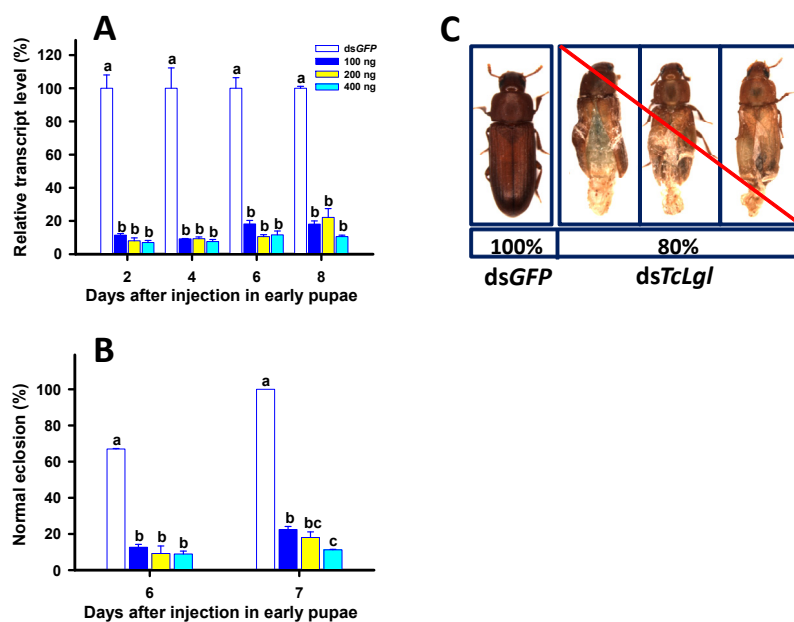 A
Relative transcript level (%)
120
100
80
60
40
20
0
dsGFP
100 ng
200 ng
400 ng
a a a a
b b b b b b b b b b b b
2 4 6 8
Days after injection in early pupae
B
Normal eclosion (%)
100
80
60
40
20
0
a
b b b
a
b bc c
6 7
Days after injection in early pupae
C
100% 80%
dsGFP dsTcLgl